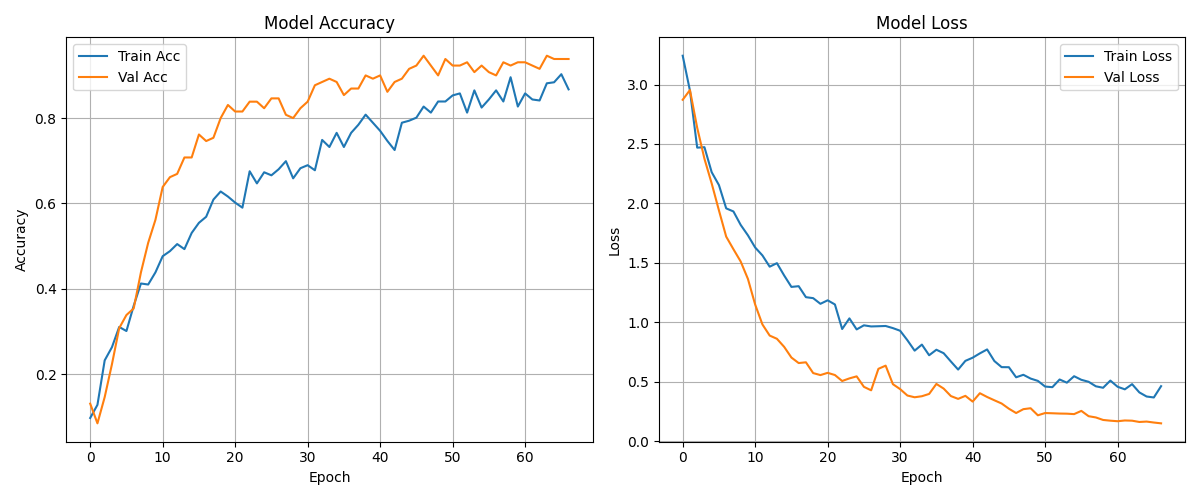 Model Accuracy
Train Acc
Val Acc
Accuracy
0.8
0.6
0.4
0.2
0 10 20 30 40 50 60
Epoch
Model Loss
Train Loss
Val Loss
Loss
3.0
2.5
2.0
1.5
1.0
0.5
0.0
0 10 20 30 40 50 60
Epoch